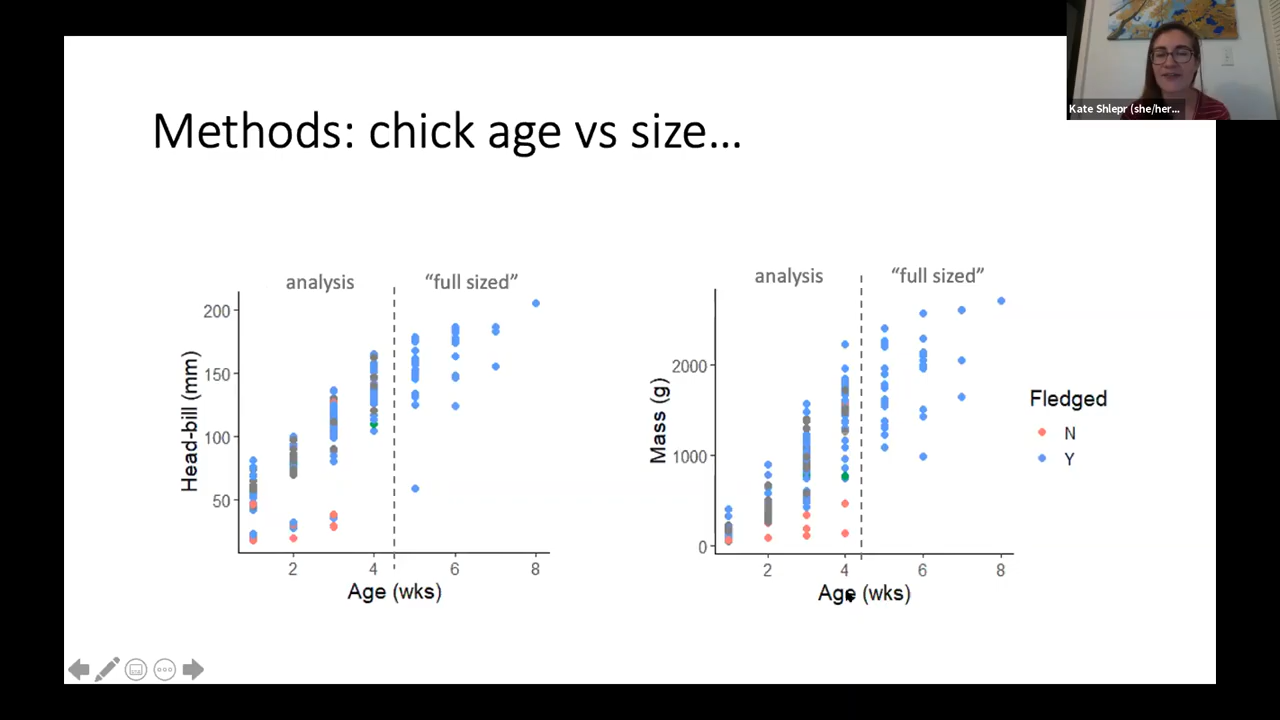 Kate Shlepr (she/her...
Methods: chick age vs size...
analysis
“full sized”
200
150
100
50
Head-bill (mm)
2
4
6
8
Age (wks)
analysis
“full sized”
2000
1000
0
Mass (g)
2
4
6
8
Age (wks)
Fledged
N
Y